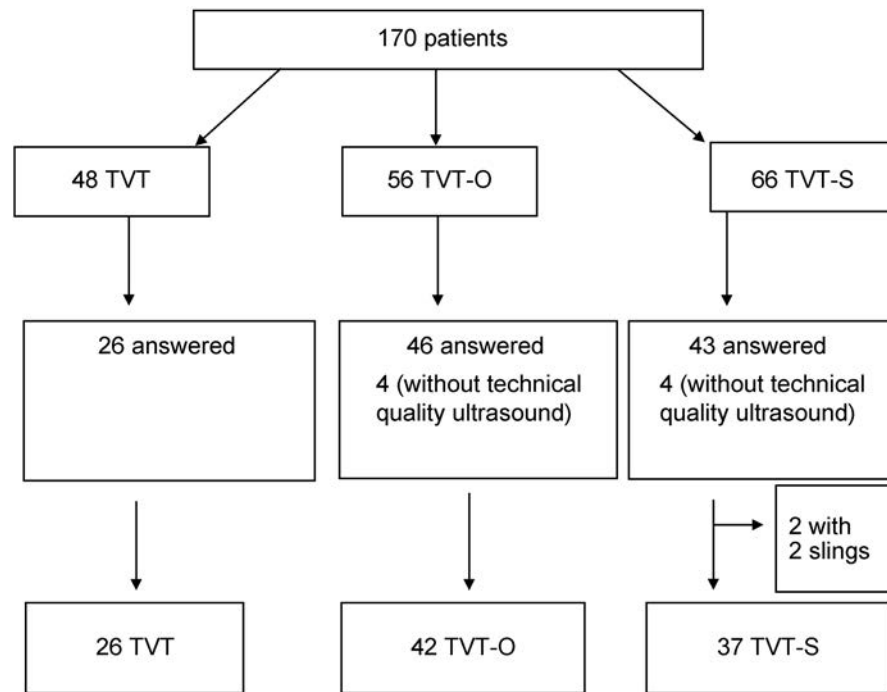 170 patients
48 TVT
56 TVT-O
66 TVT-S
26 answered
46 answered
4 (without technical
quality ultrasound)
43 answered
4 (without technical
quality ultrasound)
2 with
2 slings
26 TVT
42 TVT-O
37 TVT-S